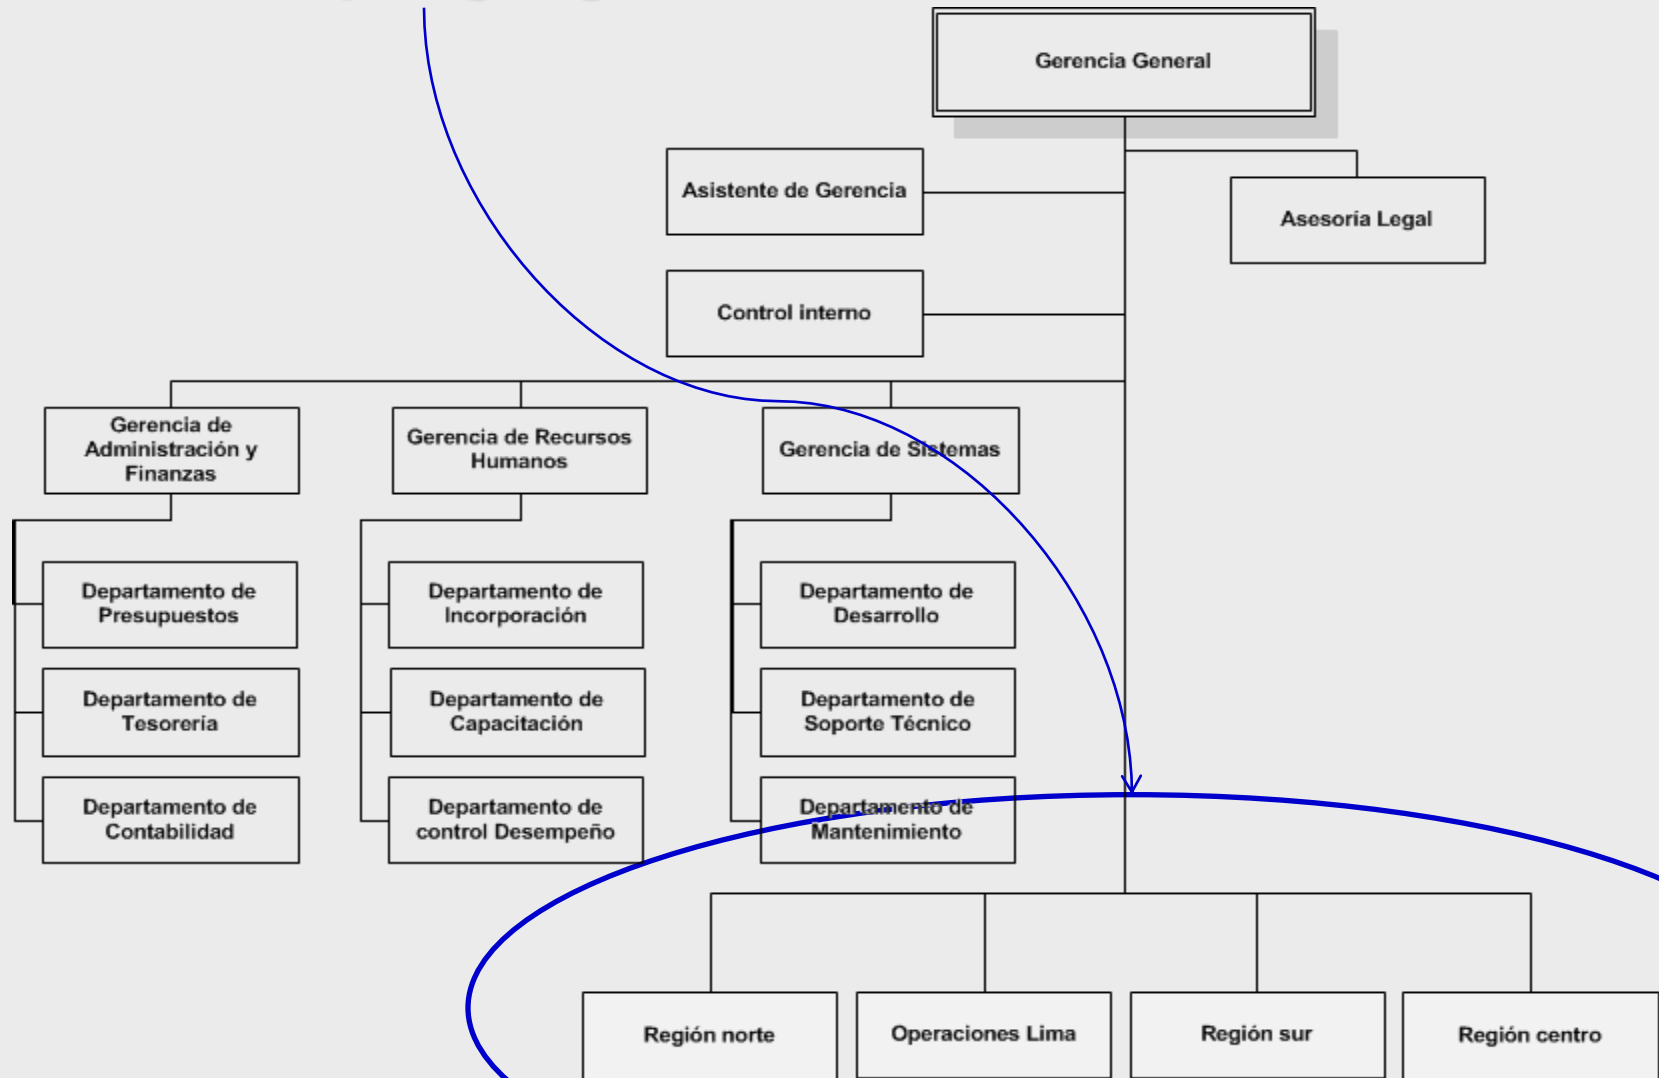 Gerencia General
Asistente de Gerencia
Asesoría Legal
Control interno
Gerencia de
Administración y
Finanzas
Gerencia de Recursos
Humanos
Gerencia de Sistemas
Departamento de
Presupuestos
Departamento de
Incorporación
Departamento de
Desarrollo
Departamento de
Tesorería
Departamento de
Capacitación
Departamento de
Soporte Técnico
Departamento de
Contabilidad
Departamento de
control Desempeño
Departamento de
Mantenimiento
Región norte
Operaciones Lima
Región sur
Región centro